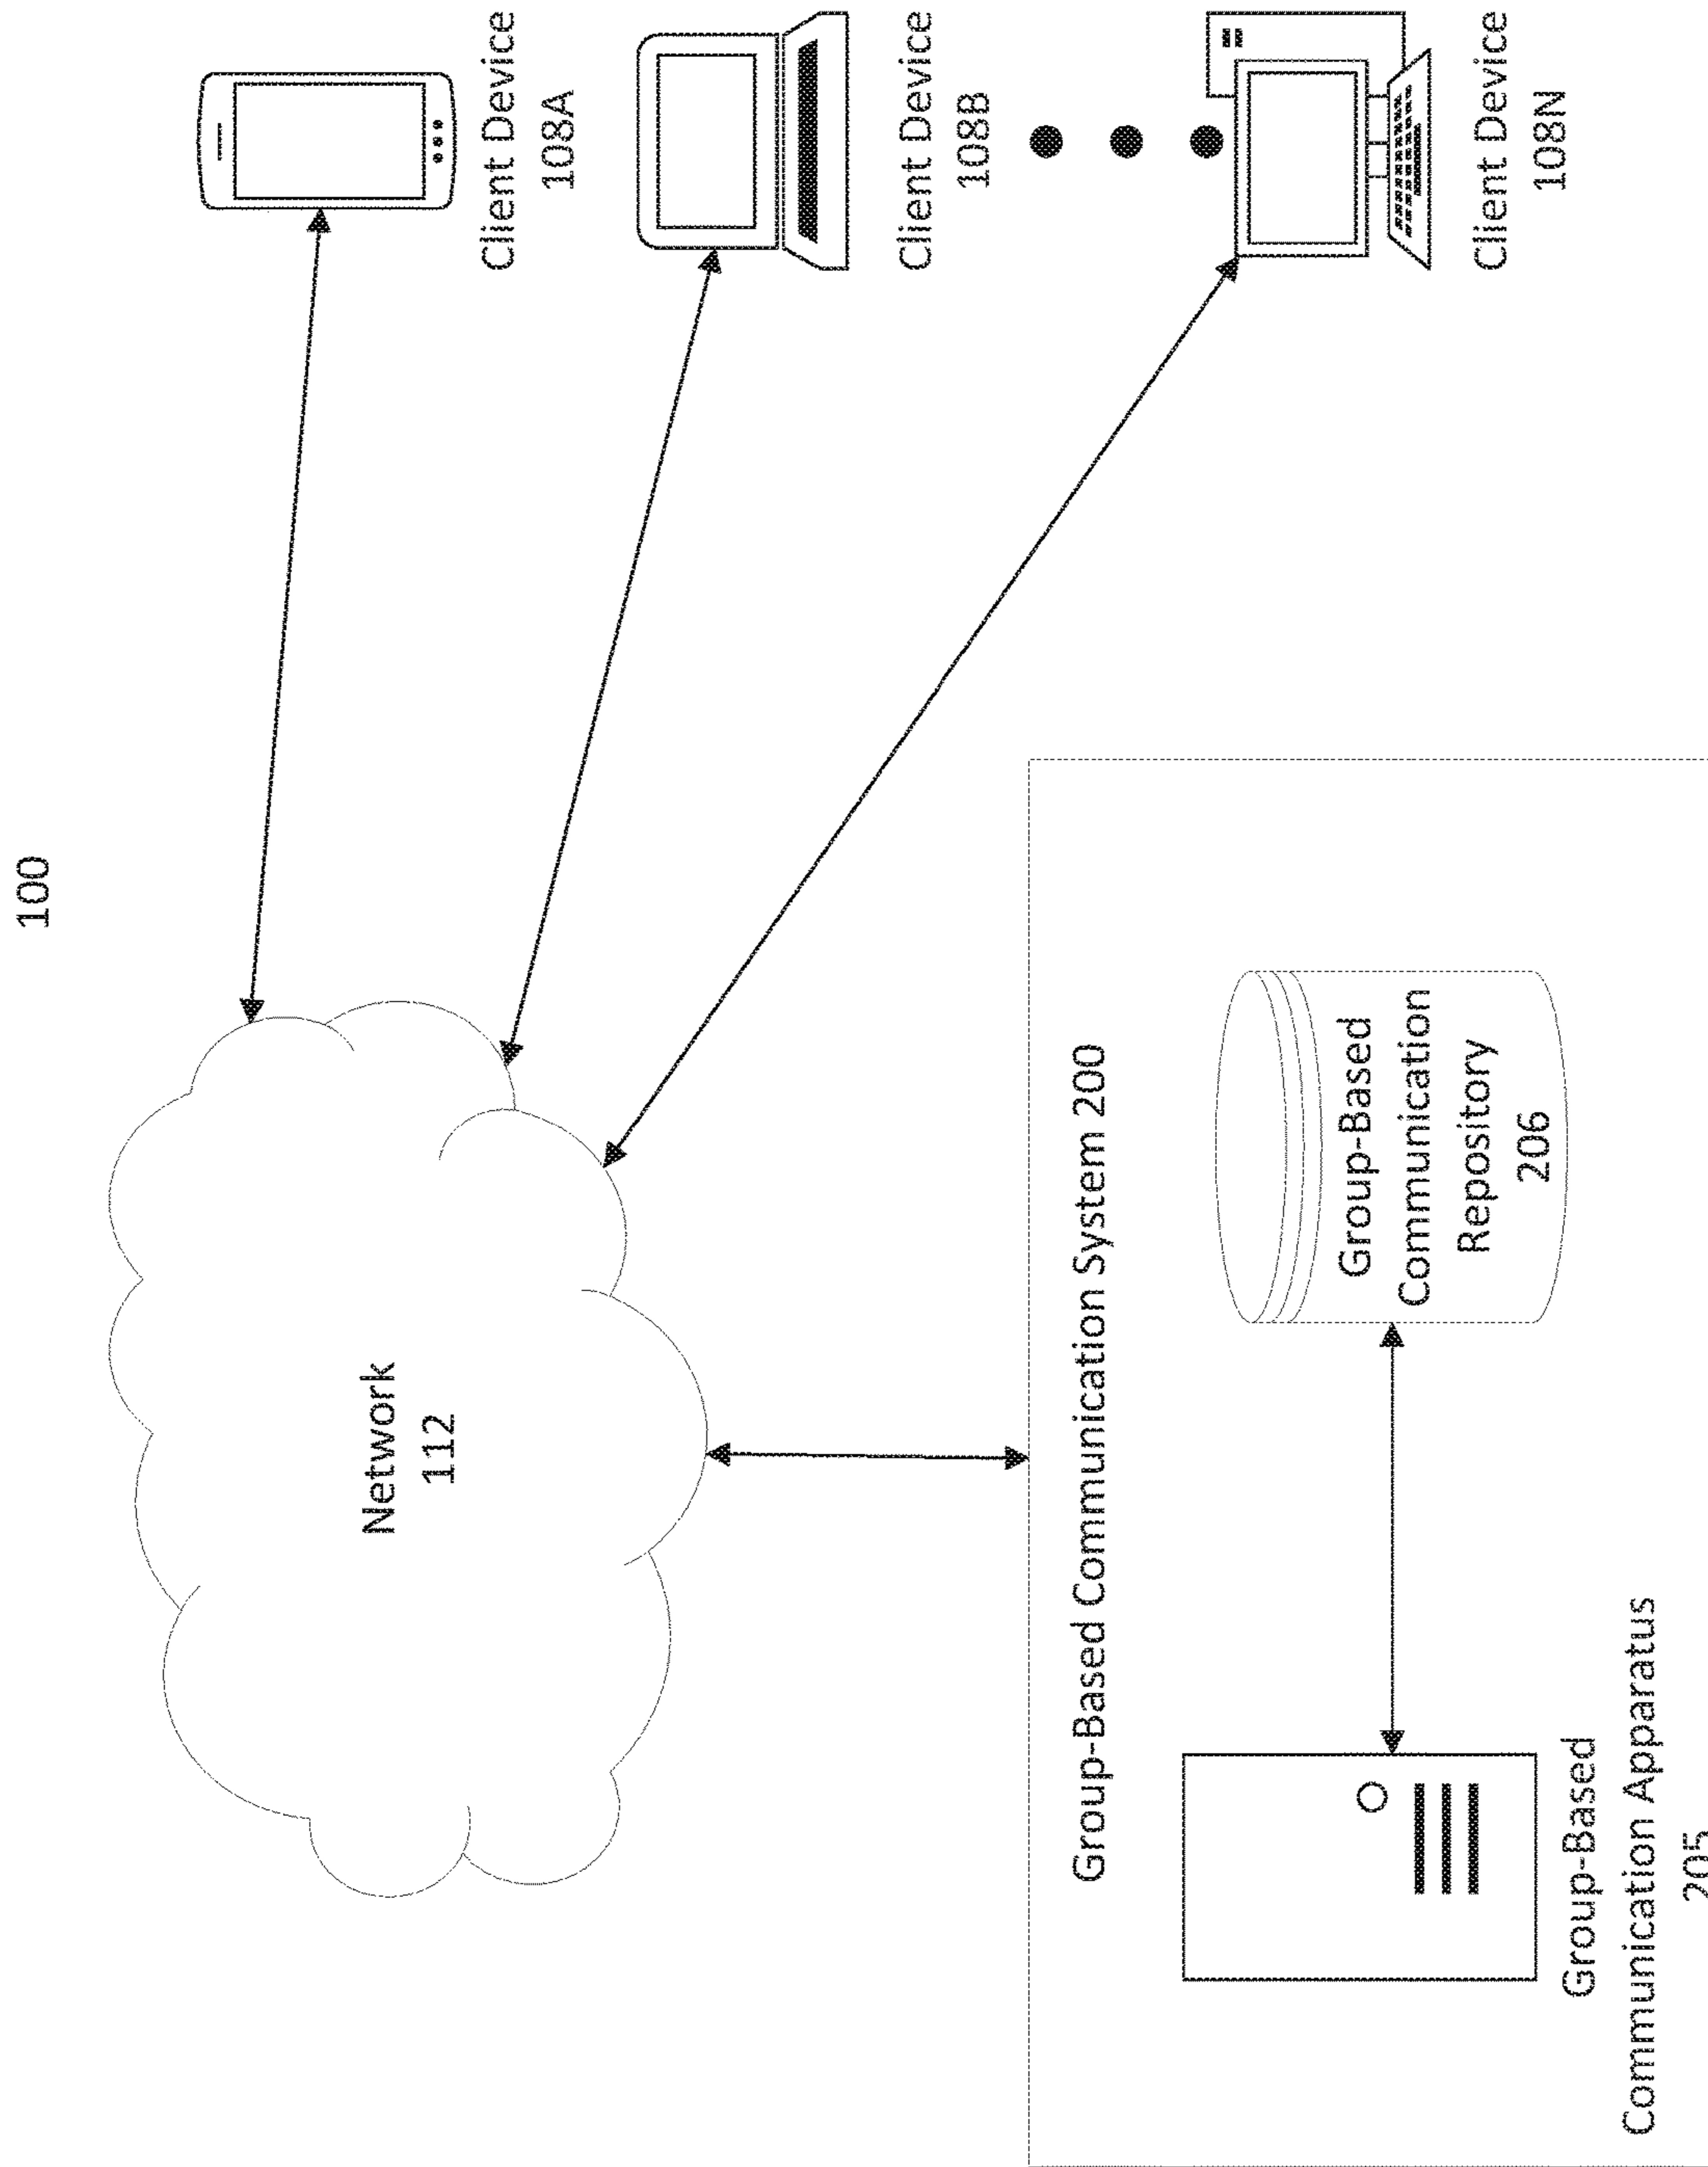 100
Network
112
Client Device
108A
Client Device
108B
Client Device
108N
Group-Based Communication System 200
Group-Based
Communication
Repository
206
Group-Based
Communication Apparatus
205